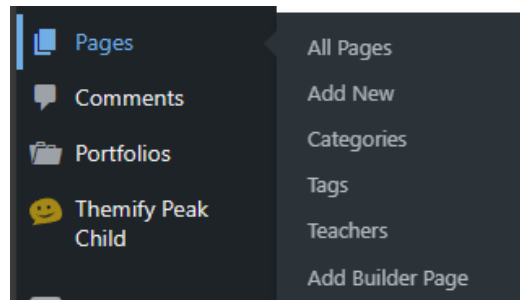 Pages
Comments
Portfolios
Themify Peak
Child
All Pages
Add New
Categories
Tags
Teachers
Add Builder Page